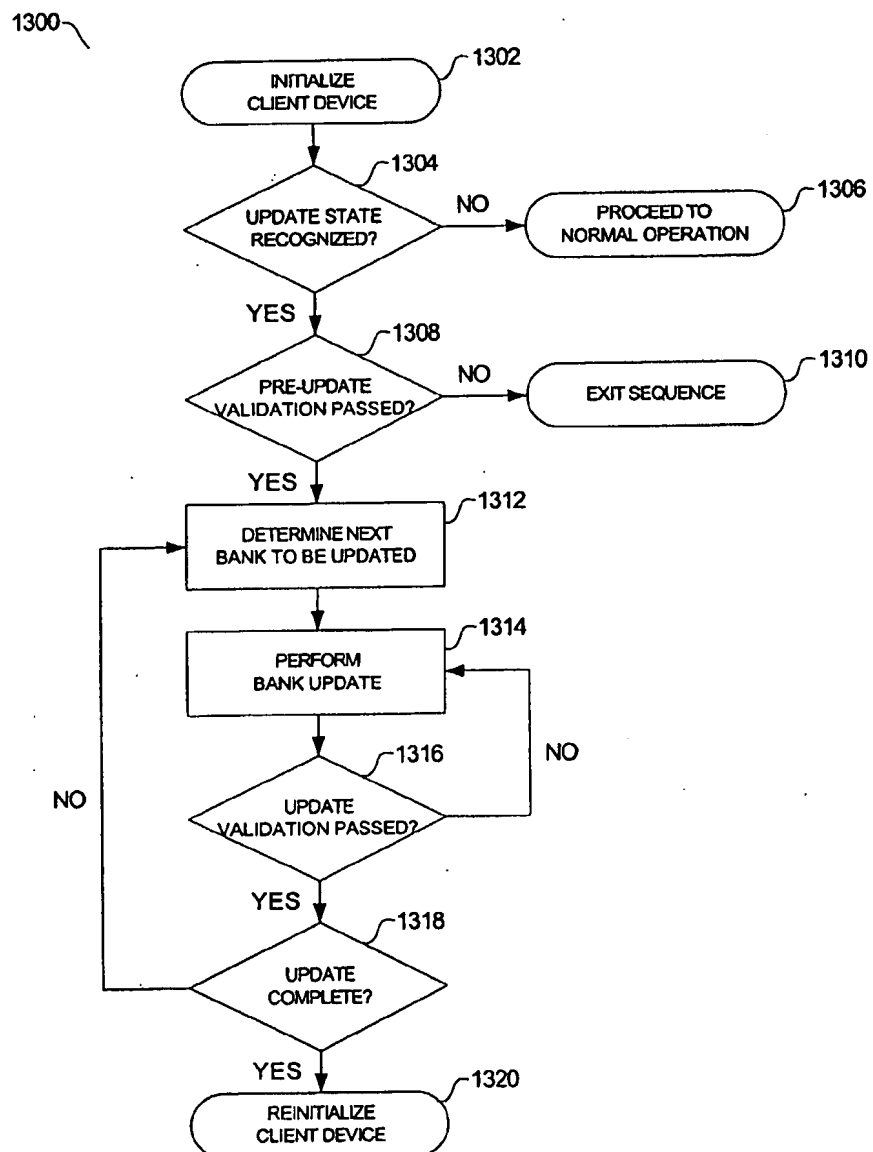 1300
1302
INITIALIZE
CLIENT DEVICE
1304
UPDATE STATE
RECOGNIZED?
NO
1306
PROCEED TO
NORMAL OPERATION
YES
1308
PRE-UPDATE
VALIDATION PASSED?
NO
1310
EXIT SEQUENCE
YES
1312
DETERMINE NEXT
BANK TO BE UPDATED
1314
PERFORM
BANK UPDATE
1316
NO
NO
UPDATE
VALIDATION PASSED?
YES
1318
UPDATE
COMPLETE?
YES
1320
REINITIALIZE
CLIENT DEVICE